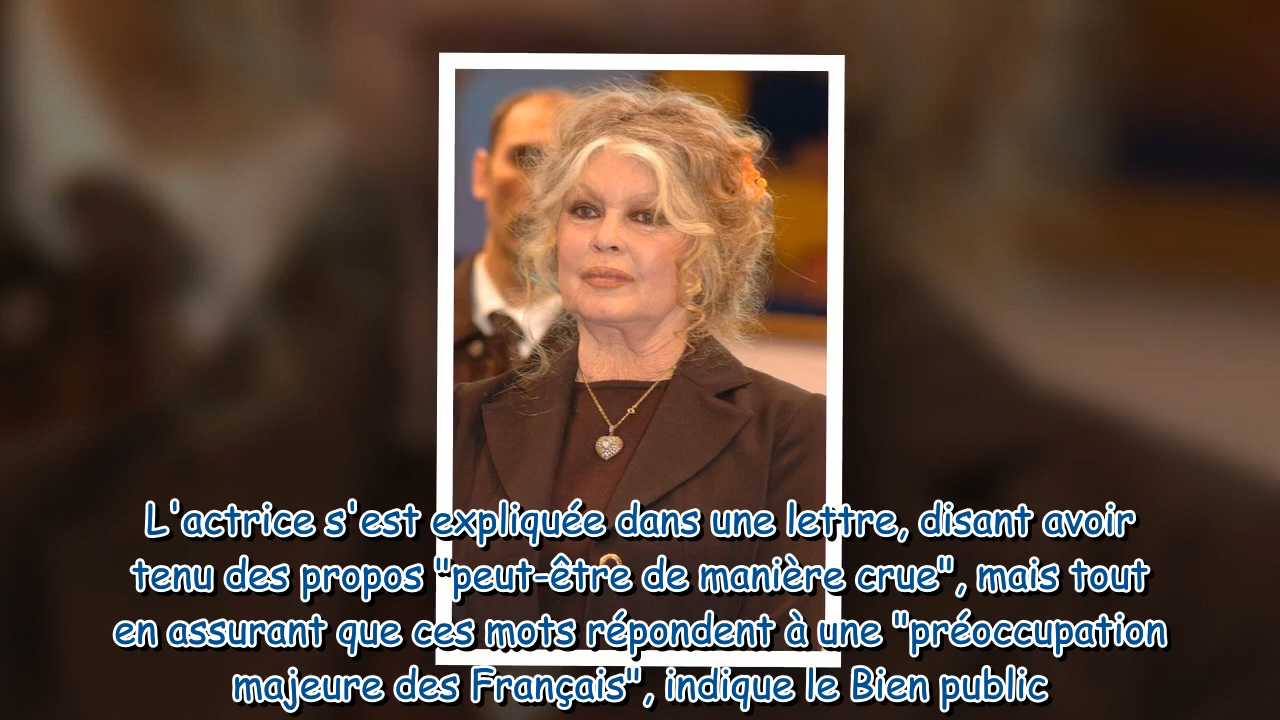 L'actrice s'est expliquée dans une lettre, disant avoir
tenu des propos "peut-être de manière crue", mais tout
en assurant que ces mots répondent à une "préoccupation
majeure des Français", indique le Bien public